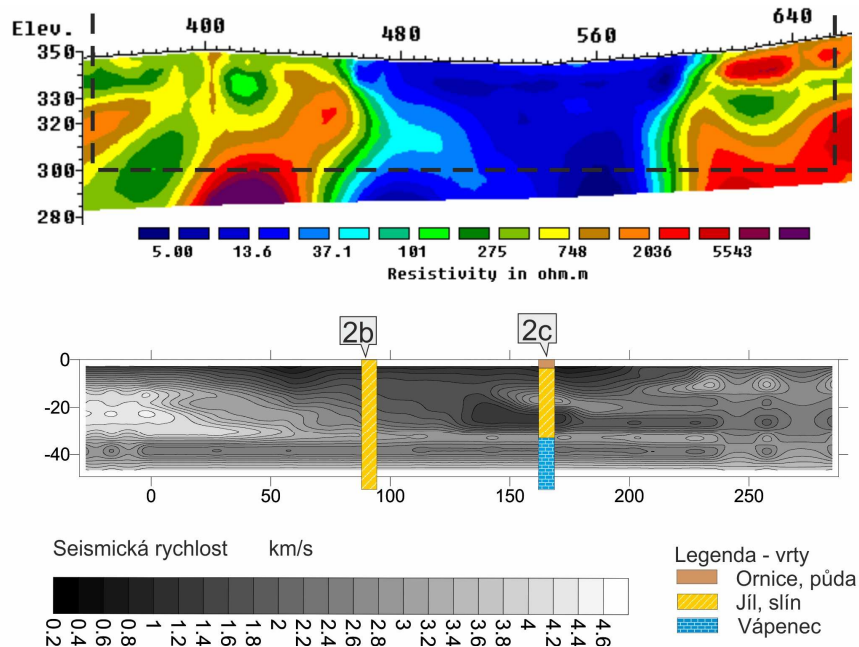 Elev. 400 480 560 640
350
330
320
300
280
5.00 13.6 37.1 101 275 748 2036 5543
Resistivity in ohm.m
2b 2c
0
-20
-40
0 50 100 150 200 250
Seismická rychlost km/s
0.2 0.4 0.6 0.8 1 1.2 1.4 1.6 1.8 2 2.2 2.4 2.6 2.8 3 3.2 3.4 3.6 3.8 4 4.2 4.4 4.6
Legenda - vrty
Ornice, půda
Jíl, slín
Vápenec